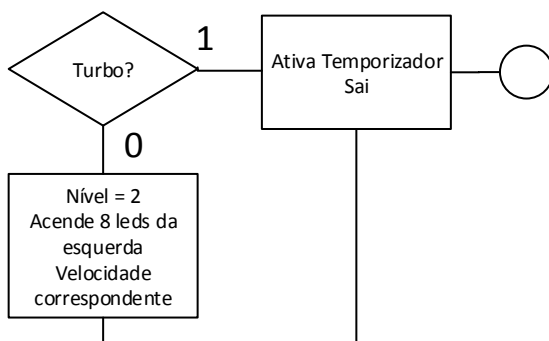 Turbo?
1
Ativa Temporizador
Sai
0
Nível = 2
Acende 8 leds da
esquerda
Velocidade
correspondente